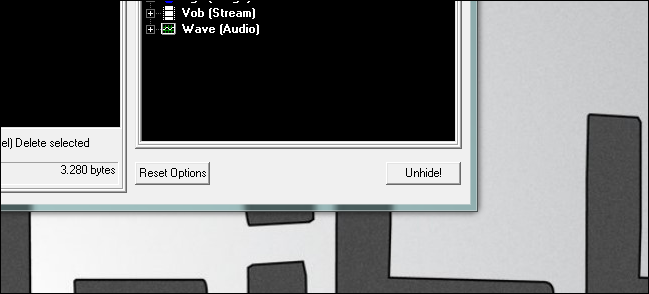 Vob (Stream)
Wave (Audio)
el) Delete selected
3.280 bytes
Reset Options
Unhide!